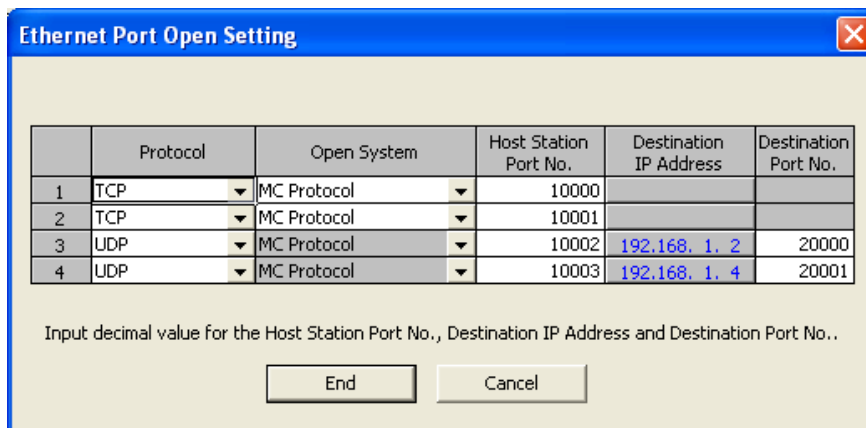 Ethernet Port Open Setting
Protocol Open System Host Station Port No. Destination IP Address Destination Port No.
1 TCP MC Protocol 10000
2 TCP MC Protocol 10001
3 UDP MC Protocol 10002 192.168. 1. 2 20000
4 UDP MC Protocol 10003 192.168. 1. 4 20001
Input decimal value for the Host Station Port No., Destination IP Address and Destination Port No..
End Cancel